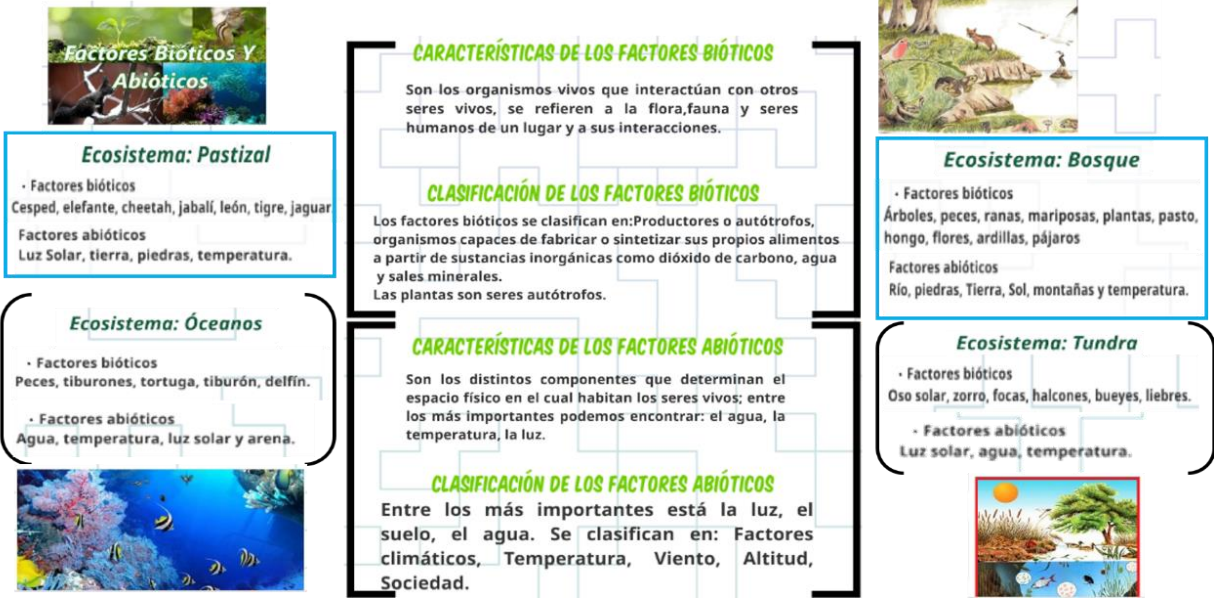 Factores Bióticos Y
Abióticos
Ecosistema: Pastizal
· Factores bióticos
Cesped, elefante, cheetah, jabalí, león, tigre, jaguar.
Factores abióticos
Luz Solar, tierra, piedras, temperatura.
Ecosistema: Óceanos
· Factores bióticos
Peces, tiburones, tortuga, tiburón, delfín.
· Factores abióticos
Agua, temperatura, luz solar y arena.
CARACTERÍSTICAS DE LOS FACTORES BIÓTICOS
Son los organismos vivos que interactúan con otros
seres vivos, se refieren a la flora,fauna y seres
humanos de un lugar y a sus interacciones.
CLASIFICACIÓN DE LOS FACTORES BIÓTICOS
Los factores bióticos se clasifican en:Productores o autótrofos,
organismos capaces de fabricar o sintetizar sus propios alimentos
a partir de sustancias inorgánicas como dióxido de carbono, agua
y sales minerales.
Las plantas son seres autótrofos.
CARACTERÍSTICAS DE LOS FACTORES ABIÓTICOS
Son los distintos componentes que determinan el
espacio físico en el cual habitan los seres vivos; entre
los más importantes podemos encontrar: el agua, la
temperatura, la luz.
CLASIFICACIÓN DE LOS FACTORES ABIÓTICOS
Entre los más importantes está la luz, el
suelo, el agua. Se clasifican en: Factores
climáticos, Temperatura, Viento, Altitud,
Sociedad.
Ecosistema: Bosque
· Factores bióticos
Árboles, peces, ranas, mariposas, plantas, pasto,
hongo, flores, ardillas, pájaros
Factores abióticos
Río, piedras, Tierra, Sol, montañas y temperatura.
Ecosistema: Tundra
· Factores bióticos
Oso solar, zorro, focas, halcones, bueyes, liebres.
· Factores abióticos
Luz solar, agua, temperatura.